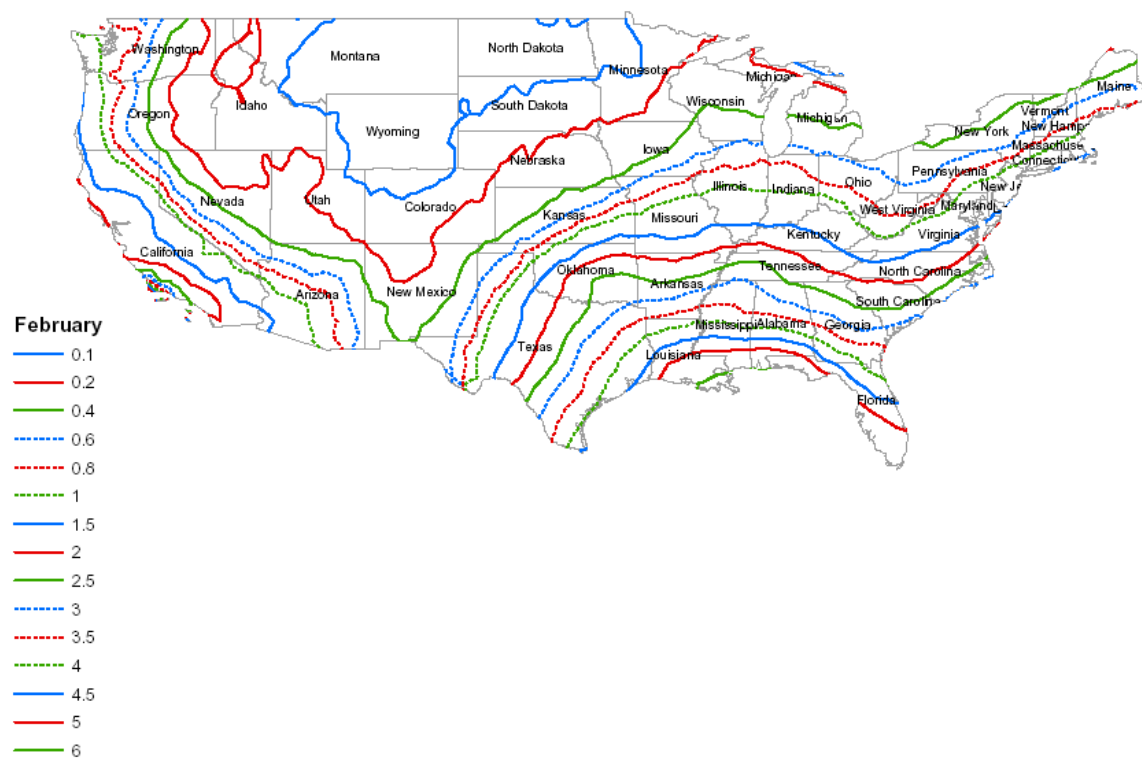 Washington
Montana
North Dakota
Minnesota
Michiga
Maine
Idaho
Oregon
South Dakota
Wisconsin
Michigan
Vermont
New York
New Hamp
Wyoming
Massachuse
Connectic
Iowa
Nebraska
Pennsylvania
Ohio
Illinois
Indiana
New J
Nevada
Utah
Colorado
Kansas
Missouri
West Virginia
Maryland
Kentucky
Virginia
California
Oklahoma
Tennessee
North Carolina
Arizona
New Mexico
Arkansas
South Carolina
February
Mississippi
Alabama
Georgia
Texas
Louisiana
Florida
0.1
0.2
0.4
0.6
0.8
1
1.5
2
2.5
3
3.5
4
4.5
5
6